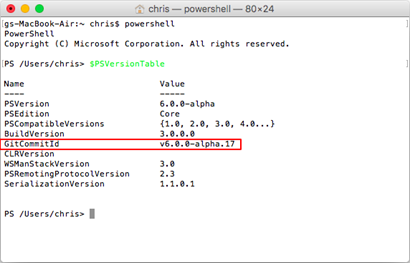 chris — powershell — 80×24
gs-MacBook-Air:~ chris$ powershell
PowerShell
Copyright (C) Microsoft Corporation. All rights reserved.
PS /Users/chris> $PSVersionTable
Name Value
---- -----
PSVersion 6.0.0-alpha
PSEdition Core
PSCompatibleVersions {1.0, 2.0, 3.0, 4.0...}
BuildVersion 3.0.0.0
GitCommitId v6.0.0-alpha.17
CLRVersion
WSManStackVersion 3.0
PSRemotingProtocolVersion 2.3
SerializationVersion 1.1.0.1
PS /Users/chris>